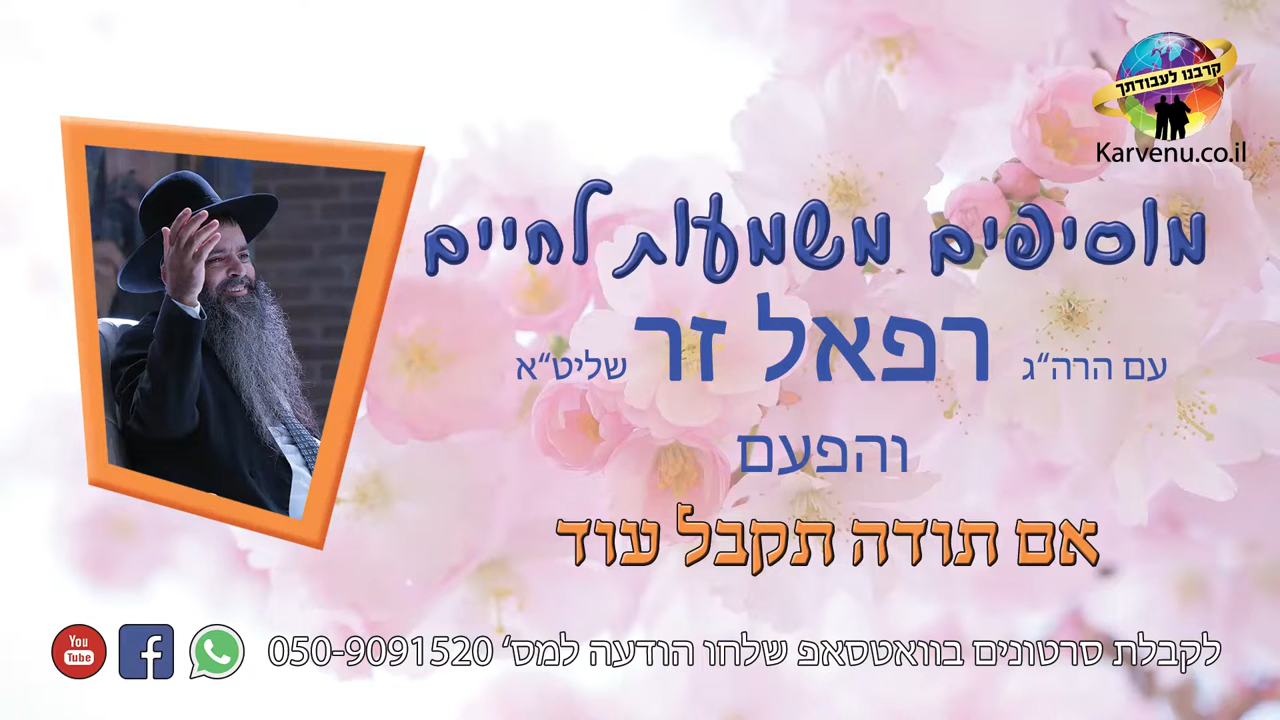 קרבנו לעבודתך
Karvenu.co.il
מוסיפים משמעות לחיים
עם הרה"ג רפאל זר שליט"א
והפעם
אם תודה תקבל עוד
You
Tube
לקבלת סרטונים בוואטסאפ שלחו הודעה למס' 050-9091520